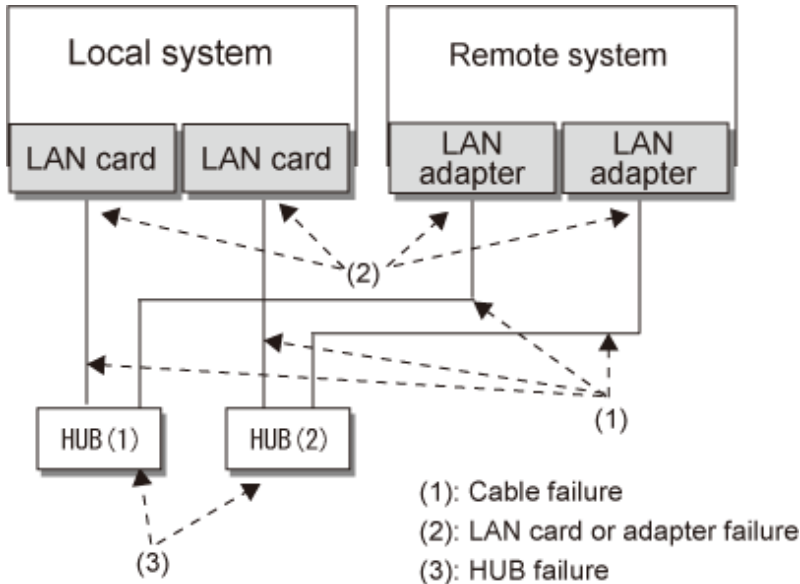 Local system
Remote system
LAN card
LAN card
LAN
adapter
LAN
adapter
(2)
(1)
HUB(1)
HUB(2)
(3)
(1): Cable failure
(2): LAN card or adapter failure
(3): HUB failure